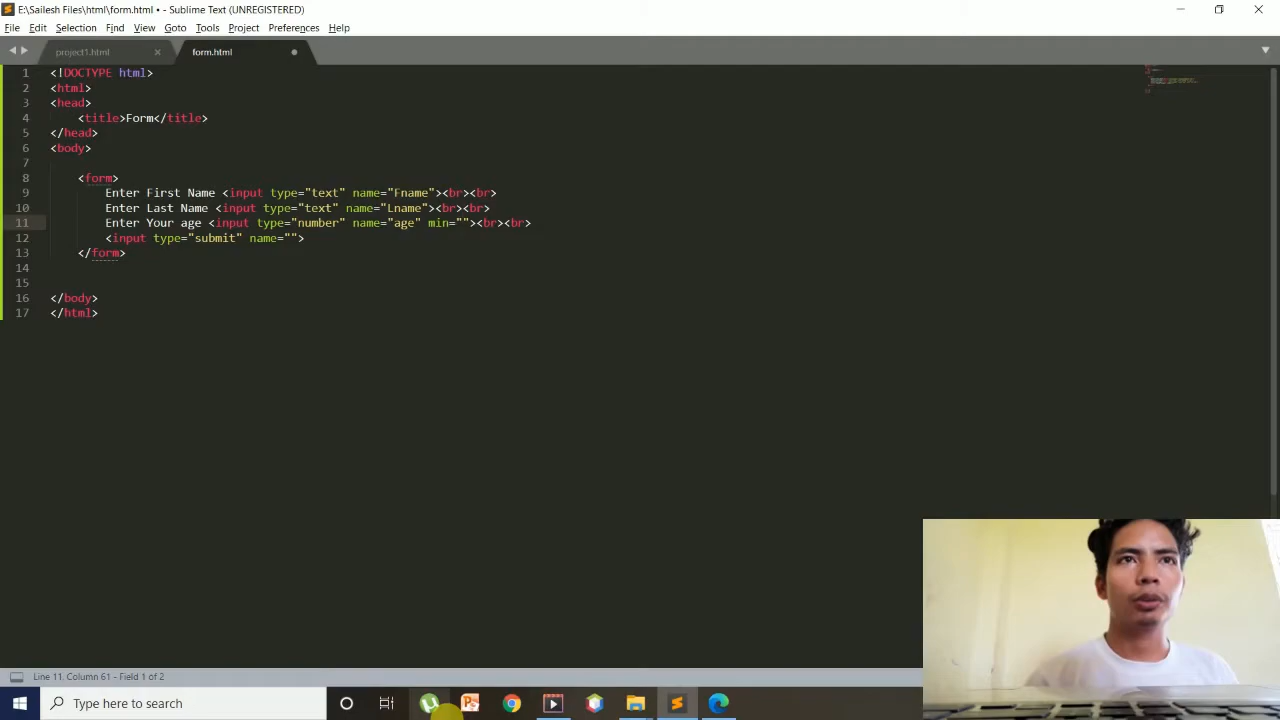 E:\Sailesh Files\html\form.html • - Sublime Text (UNREGISTERED)
File Edit Selection Find View Goto Tools Project Preferences Help
project1.html form.html
1 <!DOCTYPE html>
2 <html>
3 <head>
4 <title>Form</title>
5 </head>
6 <body>
7
8 <form>
9 Enter First Name <input type="text" name="Fname"><br><br>
10 Enter Last Name <input type="text" name="Lname"><br><br>
11 Enter Your age <input type="number" name="age" min=""><br><br>
12 <input type="submit" name="">
13 </form>
14
15
16 </body>
17 </html>
Line 11, Column 61 - Field 1 of 2
Type here to search